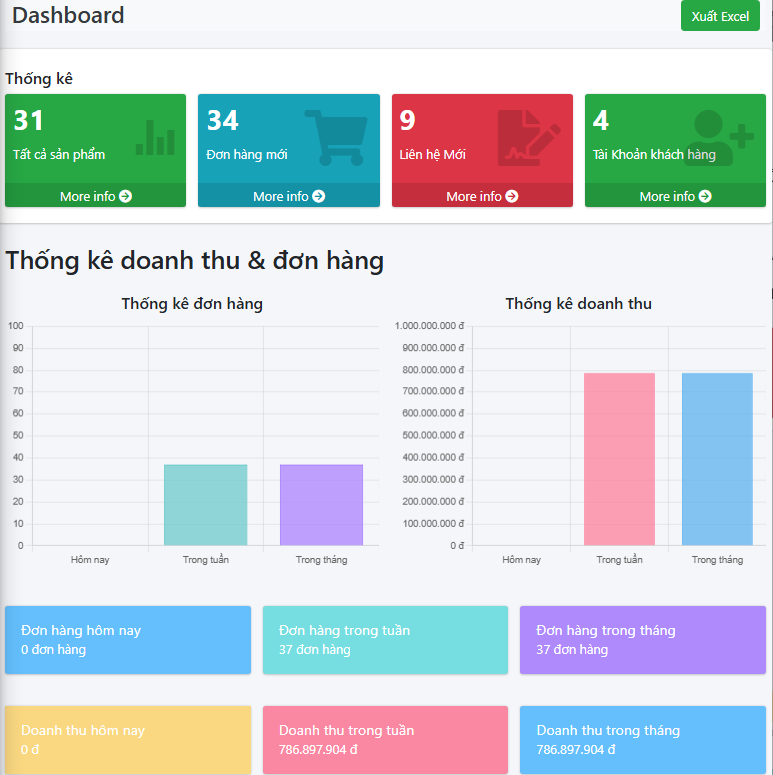 Dashboard
Xuất Excel
Thống kê
31
Tất cả sản phẩm
More info
34
Đơn hàng mới
More info
9
Liên hệ Mới
More info
4
Tài Khoản khách hàng
More info
Thống kê doanh thu & đơn hàng
Thống kê đơn hàng
100
90
80
70
60
50
40
30
20
10
0
Hôm nay
Trong tuần
Trong tháng
Thống kê doanh thu
1.000.000.000 đ
900.000.000 đ
800.000.000 đ
700.000.000 đ
600.000.000 đ
500.000.000 đ
400.000.000 đ
300.000.000 đ
200.000.000 đ
100.000.000 đ
0 đ
Hôm nay
Trong tuần
Trong tháng
Đơn hàng hôm nay
0 đơn hàng
Đơn hàng trong tuần
37 đơn hàng
Đơn hàng trong tháng
37 đơn hàng
Doanh thu hôm nay
0 đ
Doanh thu trong tuần
786.897.904 đ
Doanh thu trong tháng
786.897.904 đ